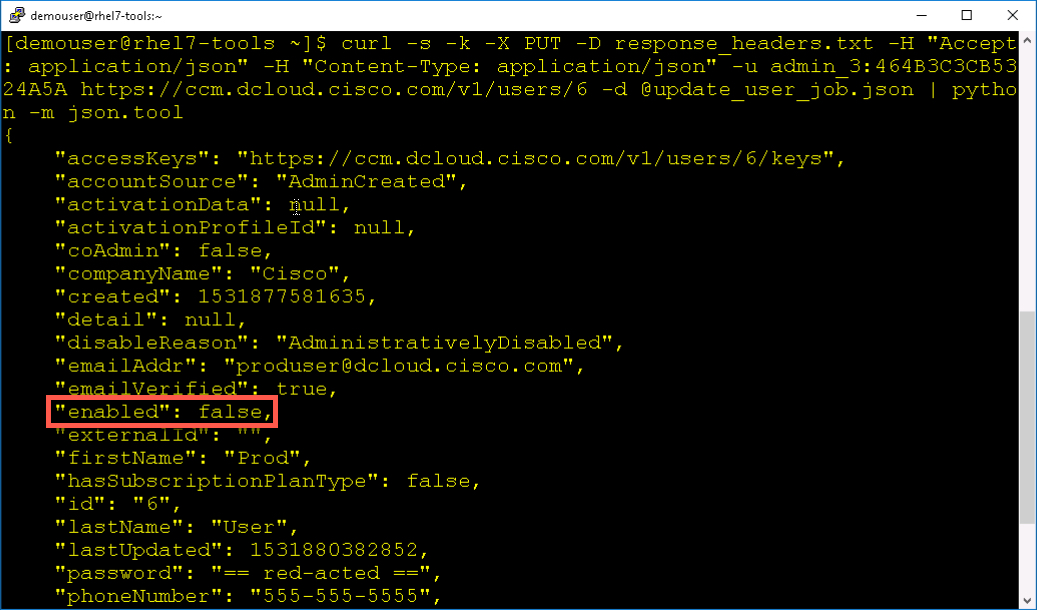 demouser@rhel7-tools:~
[demouser@rhel7-tools ~]$ curl -s -k -X PUT -D response_headers.txt -H "Accept
: application/json" -H "Content-Type: application/json" -u admin_3:464B3C3CB53
24A5A https://ccm.dcloud.cisco.com/v1/users/6 -d @update_user_job.json | pytho
n -m json.tool
{
    "accessKeys": "https://ccm.dcloud.cisco.com/v1/users/6/keys",
    "accountSource": "AdminCreated",
    "activationData": null,
    "activationProfileId": null,
    "coAdmin": false,
    "companyName": "Cisco",
    "created": 1531877581635,
    "detail": null,
    "disableReason": "AdministrativelyDisabled",
    "emailAddr": "produser@dcloud.cisco.com",
    "emailVerified": true,
    "enabled": false,
    "externalId": "",
    "firstName": "Prod",
    "hasSubscriptionPlanType": false,
    "id": "6",
    "lastName": "User",
    "lastUpdated": 1531880382852,
    "password": "== red-acted ==",
    "phoneNumber": "555-555-5555",